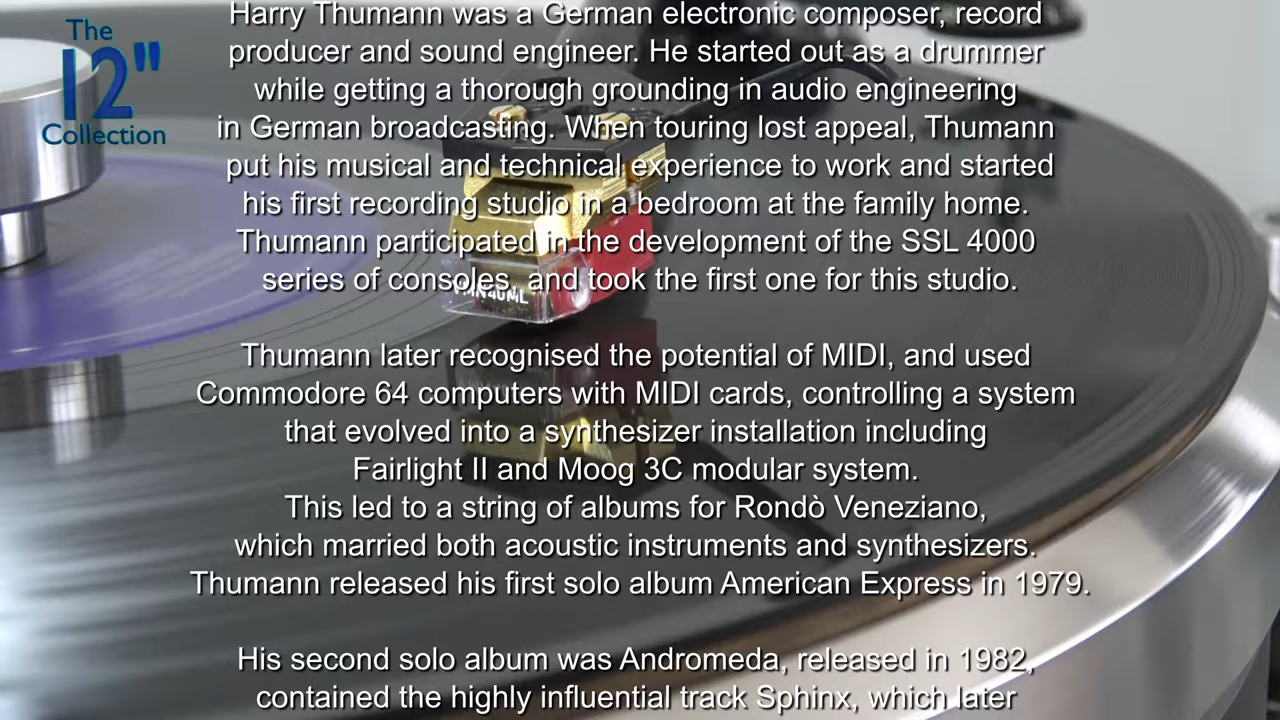 The
12"
Collection
Harry Thumann was a German electronic composer, record
producer and sound engineer. He started out as a drummer
while getting a thorough grounding in audio engineering
in German broadcasting. When touring lost appeal, Thumann
put his musical and technical experience to work and started
his first recording studio in a bedroom at the family home.
Thumann participated in the development of the SSL 4000
series of consoles, and took the first one for this studio.
Thumann later recognised the potential of MIDI, and used
Commodore 64 computers with MIDI cards, controlling a system
that evolved into a synthesizer installation including
Fairlight II and Moog 3C modular system.
This led to a string of albums for Rondò Veneziano,
which married both acoustic instruments and synthesizers.
Thumann released his first solo album American Express in 1979.
His second solo album was Andromeda, released in 1982,
contained the highly influential track Sphinx, which later